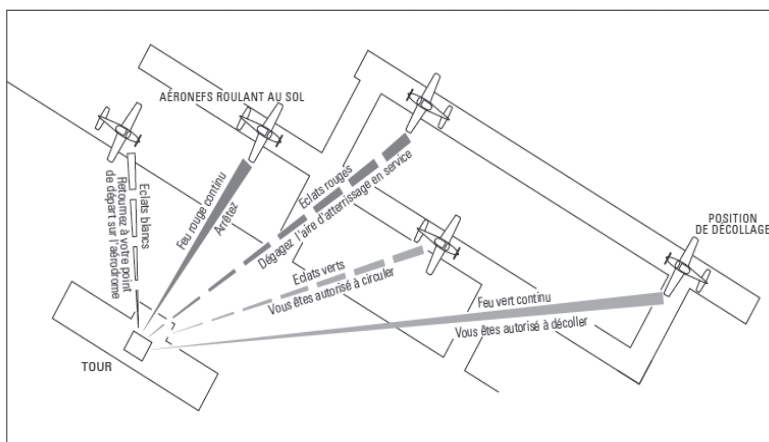 AÉRONEFS ROULANT AU SOL
Eclats blancs
Retournez à votre point
de départ sur l'aérodrome
Feu rouge continu
Arrêtez
Eclats rouges
Dégagez l'aire d'atterrissage en service
Eclats verts
Vous êtes autorisé à circuler
POSITION
DE DÉCOLLAGE
Feu vert continu
Vous êtes autorisé à décoller
TOUR